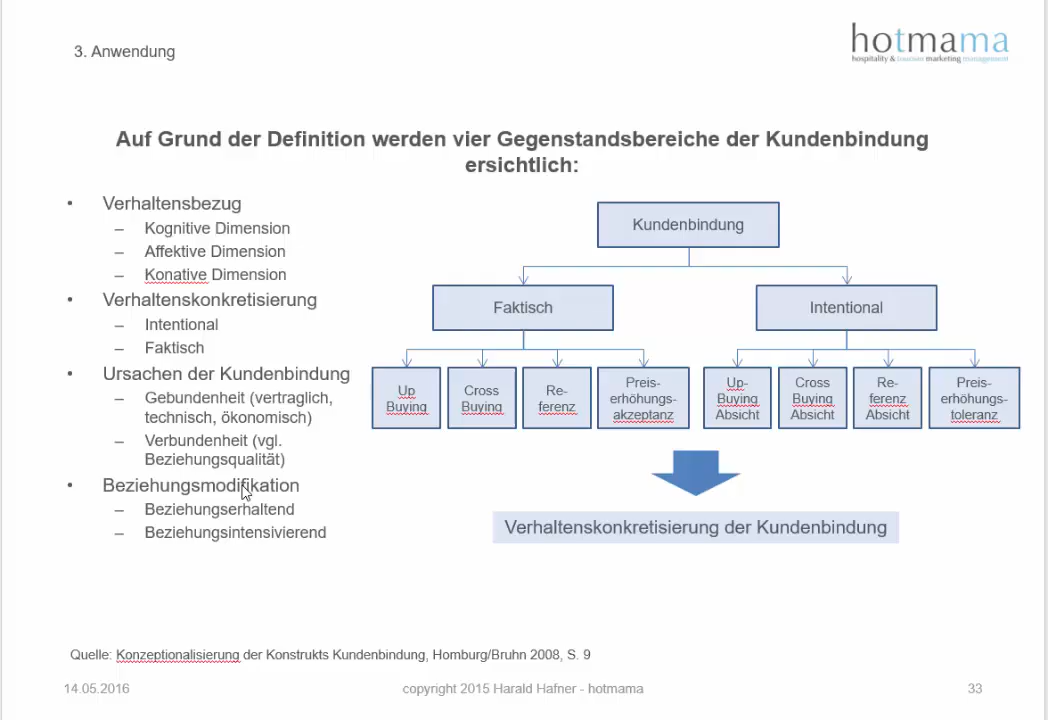 3. Anwendung
hotmama
hospitality & tourism marketing management
Auf Grund der Definition werden vier Gegenstandsbereiche der Kundenbindung
ersichtlich:
• Verhaltensbezug
– Kognitive Dimension
– Affektive Dimension
– Konative Dimension
• Verhaltenskonkretisierung
– Intentional
– Faktisch
• Ursachen der Kundenbindung
– Gebundenheit (vertraglich,
technisch, ökonomisch)
– Verbundenheit (vgl.
Beziehungsqualität)
• Beziehungsmodifikation
– Beziehungserhaltend
– Beziehungsintensivierend
Kundenbindung
Faktisch
Intentional
Up
Buying
Cross
Buying
Re-
ferenz
Preis-
erhöhungs-
akzeptanz
Up-
Buying
Absicht
Cross
Buying
Absicht
Re-
ferenz
Absicht
Preis-
erhöhungs-
toleranz
Verhaltenskonkretisierung der Kundenbindung
Quelle: Konzeptionalisierung der Konstrukts Kundenbindung, Homburg/Bruhn 2008, S. 9
14.05.2016
copyright 2015 Harald Hafner - hotmama
33